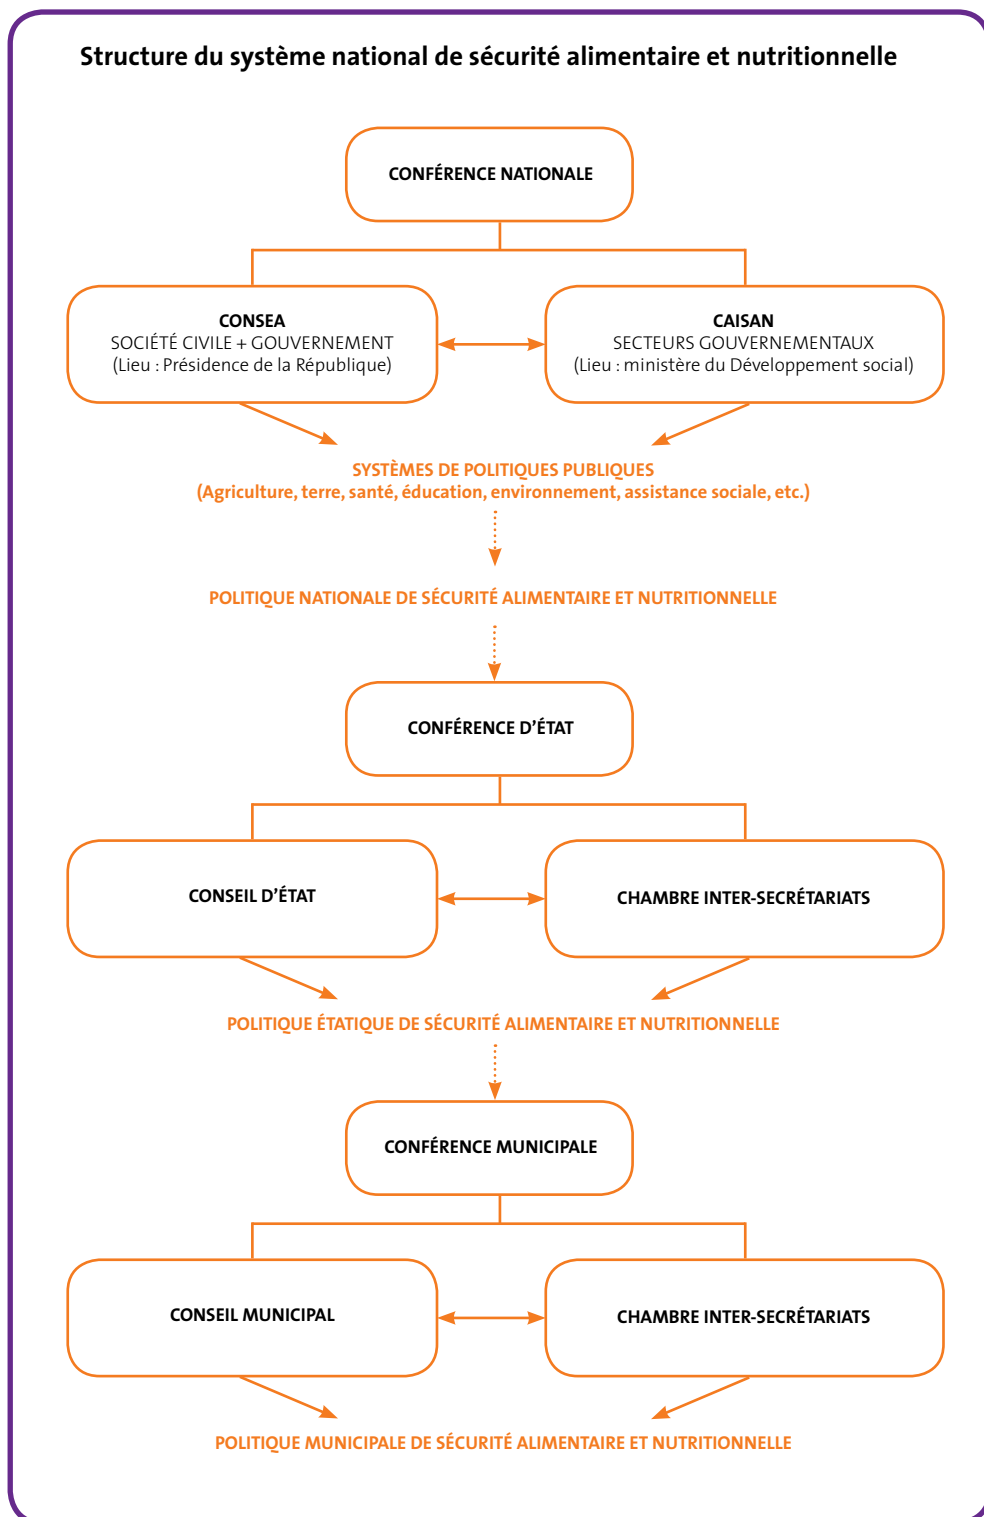 Structure du système national de sécurité alimentaire et nutritionnelle
CONFÉRENCE NATIONALE
CONSEA
SOCIÉTÉ CIVILE + GOUVERNEMENT
(Lieu : Présidence de la République)
CAISAN
SECTEURS GOUVERNEMENTAUX
(Lieu : ministère du Développement social)
SYSTÈMES DE POLITIQUES PUBLIQUES
(Agriculture, terre, santé, éducation, environnement, assistance sociale, etc.)
POLITIQUE NATIONALE DE SÉCURITÉ ALIMENTAIRE ET NUTRITIONNELLE
CONFÉRENCE D’ÉTAT
CONSEIL D’ÉTAT
CHAMBRE INTER-SECRÉTARIATS
POLITIQUE ÉTATIQUE DE SÉCURITÉ ALIMENTAIRE ET NUTRITIONNELLE
CONFÉRENCE MUNICIPALE
CONSEIL MUNICIPAL
CHAMBRE INTER-SECRÉTARIATS
POLITIQUE MUNICIPALE DE SÉCURITÉ ALIMENTAIRE ET NUTRITIONNELLE